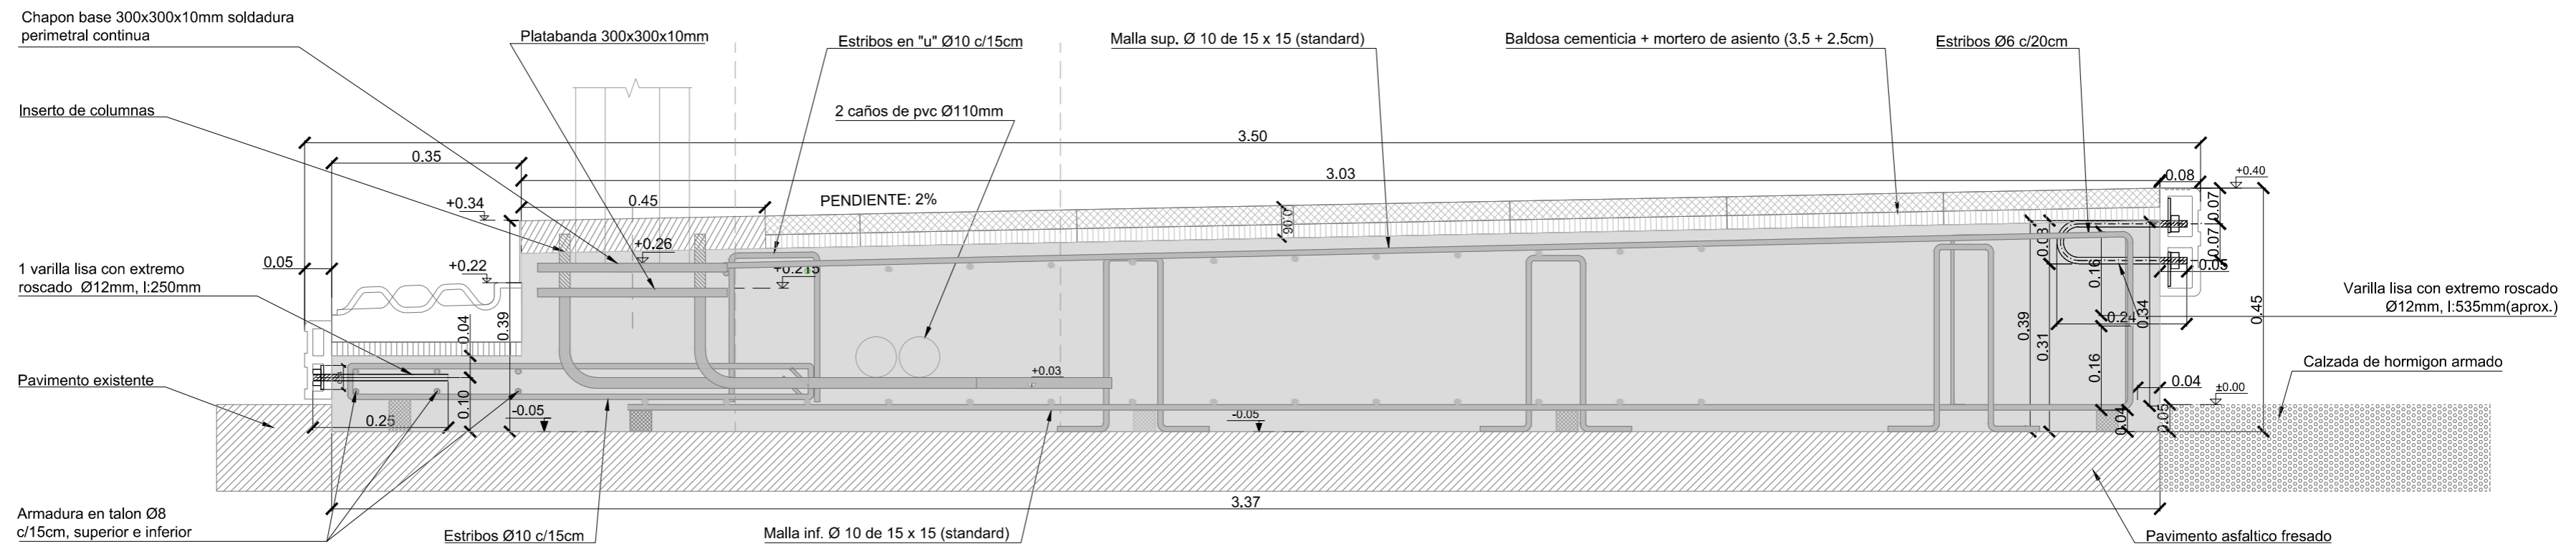 Chapon base 300x300x10mm soldadura
perimetral continua
Platabanda 300x300x10mm
Estribos en "u" Ø10 c/15cm
Malla sup. Ø 10 de 15 x 15 (standard)
Baldosa cementicia + mortero de asiento (3.5 + 2.5cm)
Estribos Ø6 c/20cm
Inserto de columnas
2 caños de pvc Ø110mm
3.50
0.35
3.03
0.08
+0.40
+0.34
0.45
PENDIENTE: 2%
0.06
0.07
0.07
+0.26
+0.22
+0.215
0.05
0.03
0.16
0.05
1 varilla lisa con extremo
roscado Ø12mm, l:250mm
Varilla lisa con extremo roscado
Ø12mm, l:535mm(aprox.)
0.04
0.39
0.39
0.31
0.24
0.34
0.45
Pavimento existente
+0.03
0.16
Calzada de hormigon armado
0.04
±0.00
0.25
0.10
-0.05
-0.05
0.04
0.05
3.37
Armadura en talon Ø8
c/15cm, superior e inferior
Estribos Ø10 c/15cm
Malla inf. Ø 10 de 15 x 15 (standard)
Pavimento asfaltico fresado